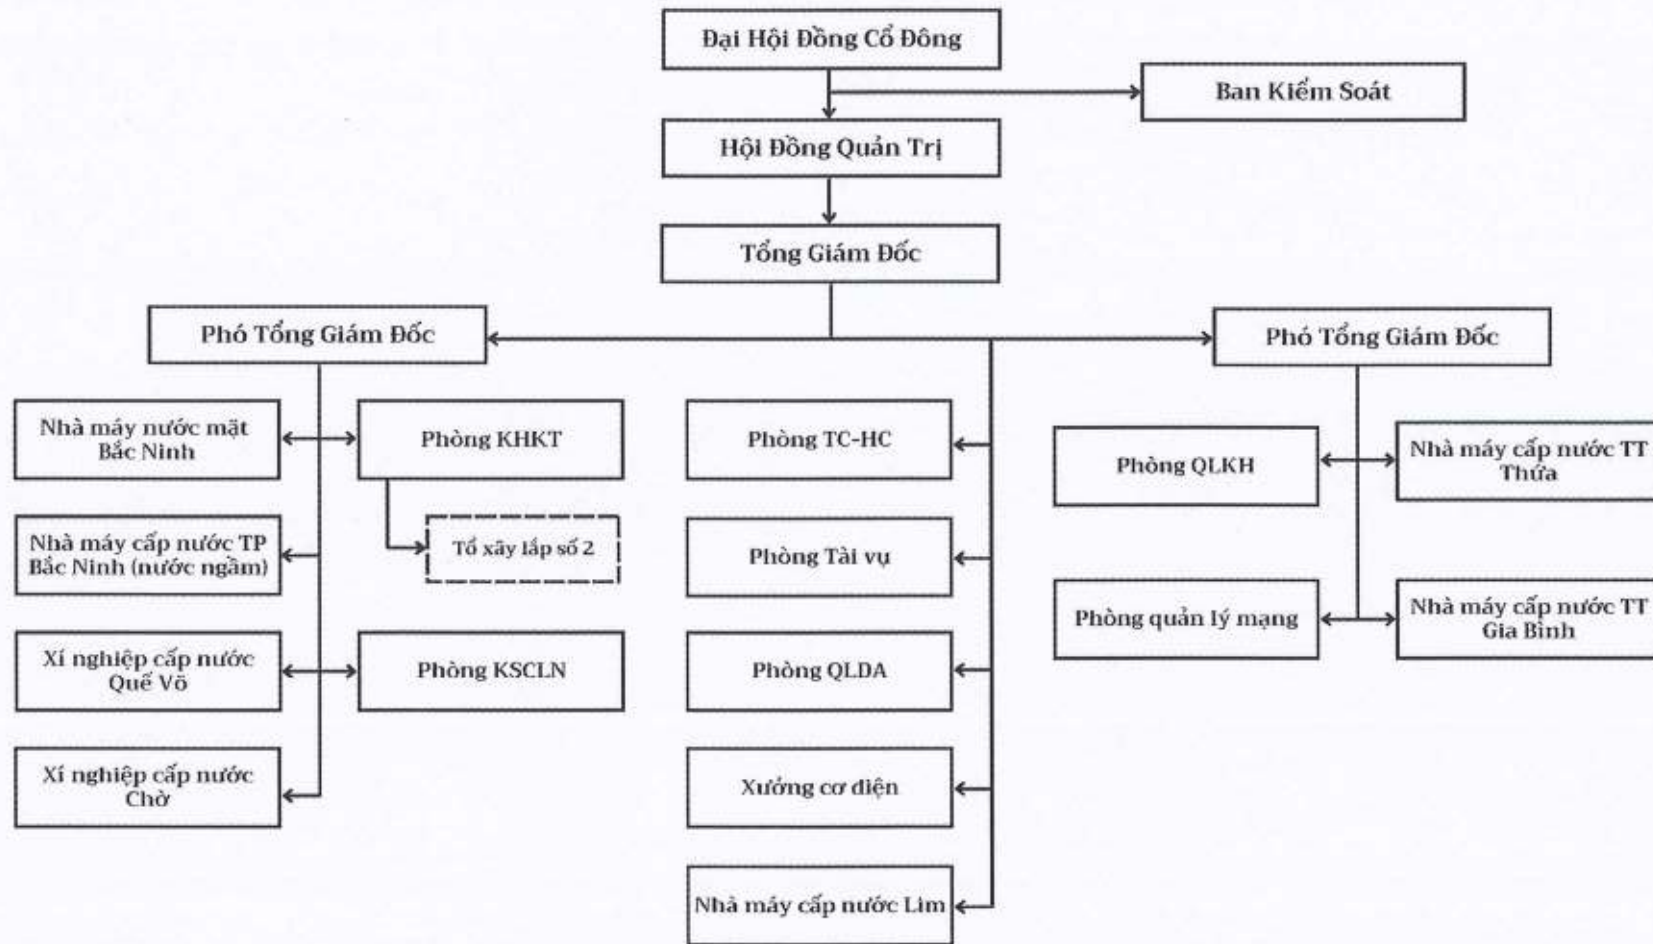 Đại Hội Đồng Cổ Đông
Ban Kiểm Soát
Hội Đồng Quản Trị
Tổng Giám Đốc
Phó Tổng Giám Đốc
Phó Tổng Giám Đốc
Nhà máy nước mặt
Bắc Ninh
Phòng KHKT
Phòng TC-HC
Phòng QLKH
Nhà máy cấp nước TT
Thứa
Nhà máy cấp nước TP
Bắc Ninh (nước ngầm)
Tổ xây lắp số 2
Phòng Tài vụ
Phòng quản lý mạng
Nhà máy cấp nước TT
Gia Bình
Xí nghiệp cấp nước
Quế Võ
Phòng KSCLN
Phòng QLDA
Xí nghiệp cấp nước
Chờ
Xưởng cơ điện
Nhà máy cấp nước Lim